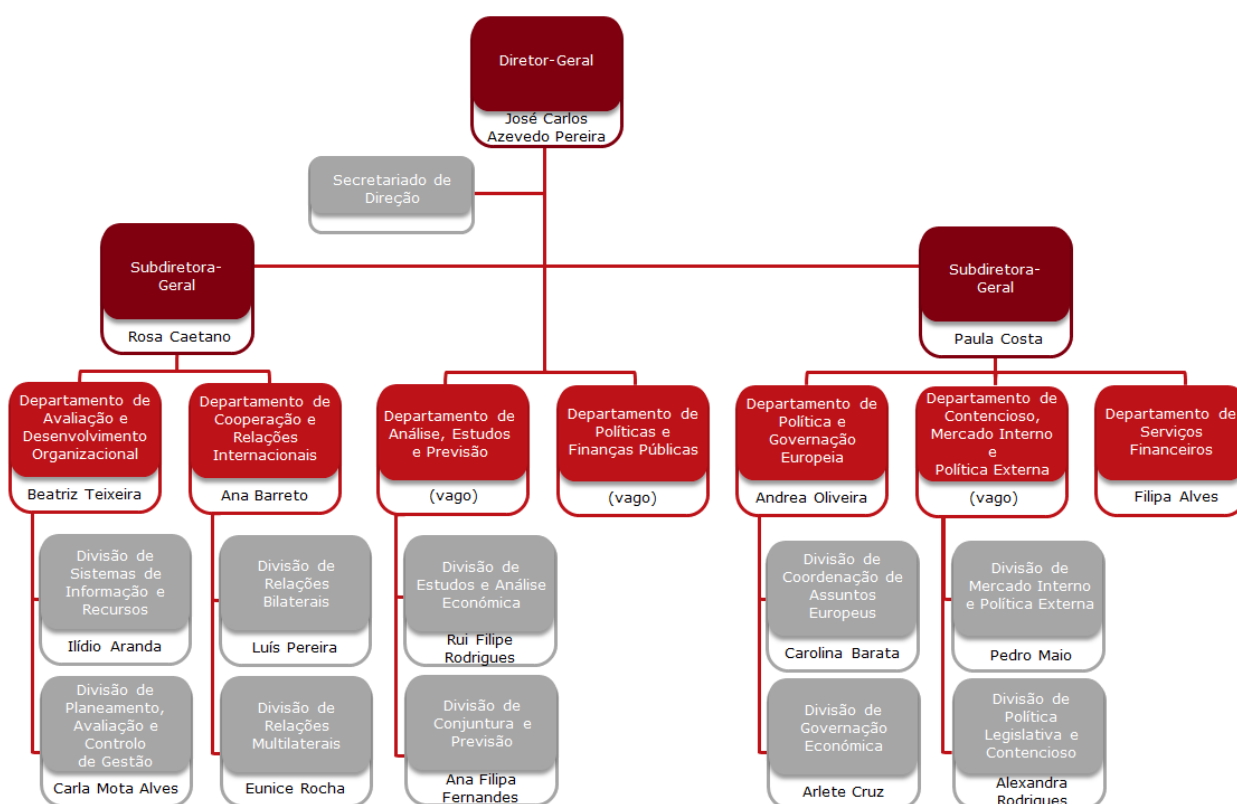 Diretor-Geral
José Carlos
Azevedo Pereira
Secretariado de
Direção
Subdiretora-
Geral
Rosa Caetano
Subdiretora-
Geral
Paula Costa
Departamento de
Avaliação e
Desenvolvimento
Organizacional
Beatriz Teixeira
Departamento de
Cooperação e
Relações
Internacionais
Ana Barreto
Departamento de
Análise, Estudos
e Previsão
(vago)
Departamento de
Políticas e
Finanças Públicas
(vago)
Departamento de
Política e
Governação
Europeia
Andrea Oliveira
Departamento de
Contencioso,
Mercado Interno
e
Política Externa
(vago)
Departamento de
Serviços
Financeiros
Filipa Alves
Divisão de
Sistemas de
Informação e
Recursos
Ilídio Aranda
Divisão de
Relações
Bilaterais
Luís Pereira
Divisão de
Estudos e Análise
Económica
Rui Filipe
Rodrigues
Divisão de
Coordenação de
Assuntos
Europeus
Carolina Barata
Divisão de
Mercado Interno
e Política Externa
Pedro Maio
Divisão de
Planeamento,
Avaliação e
Controlo
de Gestão
Carla Mota Alves
Divisão de
Relações
Multilaterais
Eunice Rocha
Divisão de
Conjuntura e
Previsão
Ana Filipa
Fernandes
Divisão de
Governação
Económica
Arlete Cruz
Divisão de
Política
Legislativa e
Contencioso
Alexandra
Rodrigues